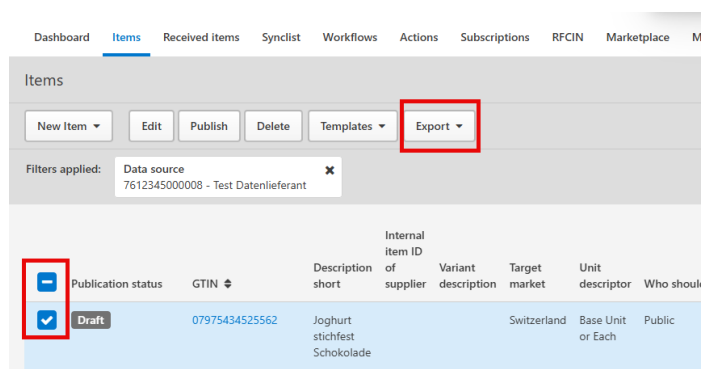 Dashboard Items Received items Synclist Workflows Actions Subscriptions RFCIN Marketplace M
Items
New Item Edit Publish Delete Templates Export
Filters applied: Data source
7612345000008 - Test Datenlieferant
Internal
item ID
Description of Variant Target Unit
Publication status GTIN short supplier description market descriptor Who should
Draft 07975434525562 Joghurt Switzerland Base Unit Public
stichfest or Each
Schokolade